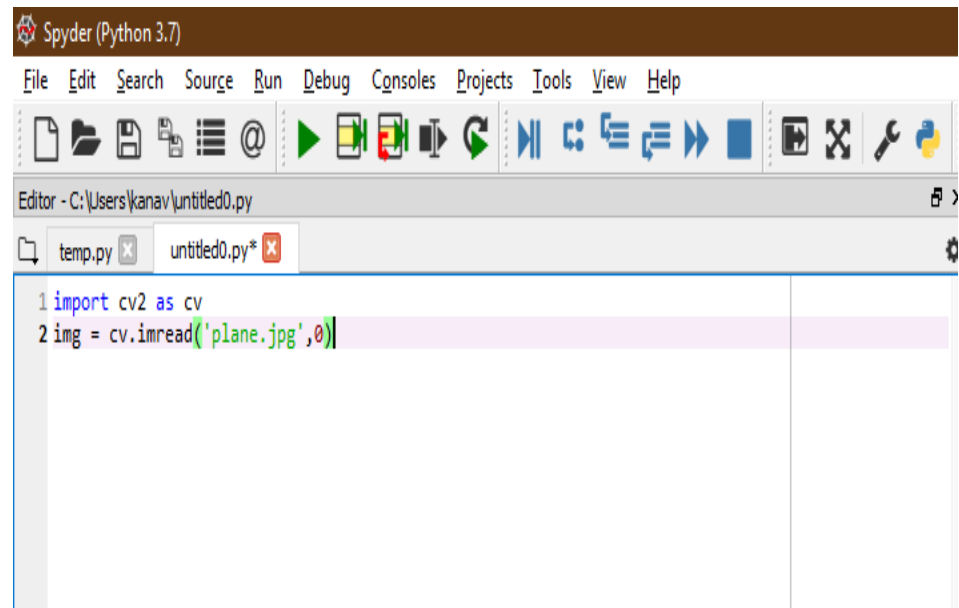 Spyder (Python 3.7)
File Edit Search Source Run Debug Consoles Projects Tools View Help
Editor - C:\Users\kanav\untitled0.py
temp.py untitled0.py*
1 import cv2 as cv
2 img = cv.imread('plane.jpg',0)